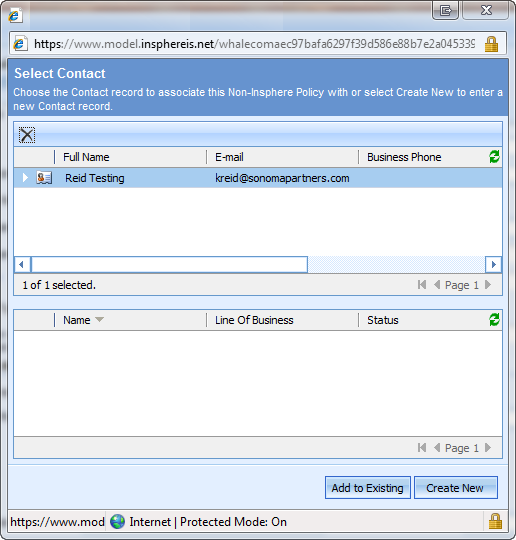 https://www.model.insphereis.net/whalecomaec97bafa6297f39d586e88b7e2a045339
Select Contact
Choose the Contact record to associate this Non-Insphere Policy with or select Create New to enter a
new Contact record.
Full Name E-mail Business Phone
Reid Testing kreid@sonomapartners.com
1 of 1 selected. Page 1
Name Line Of Business Status
Page 1
Add to Existing Create New
https://www.mod Internet | Protected Mode: On